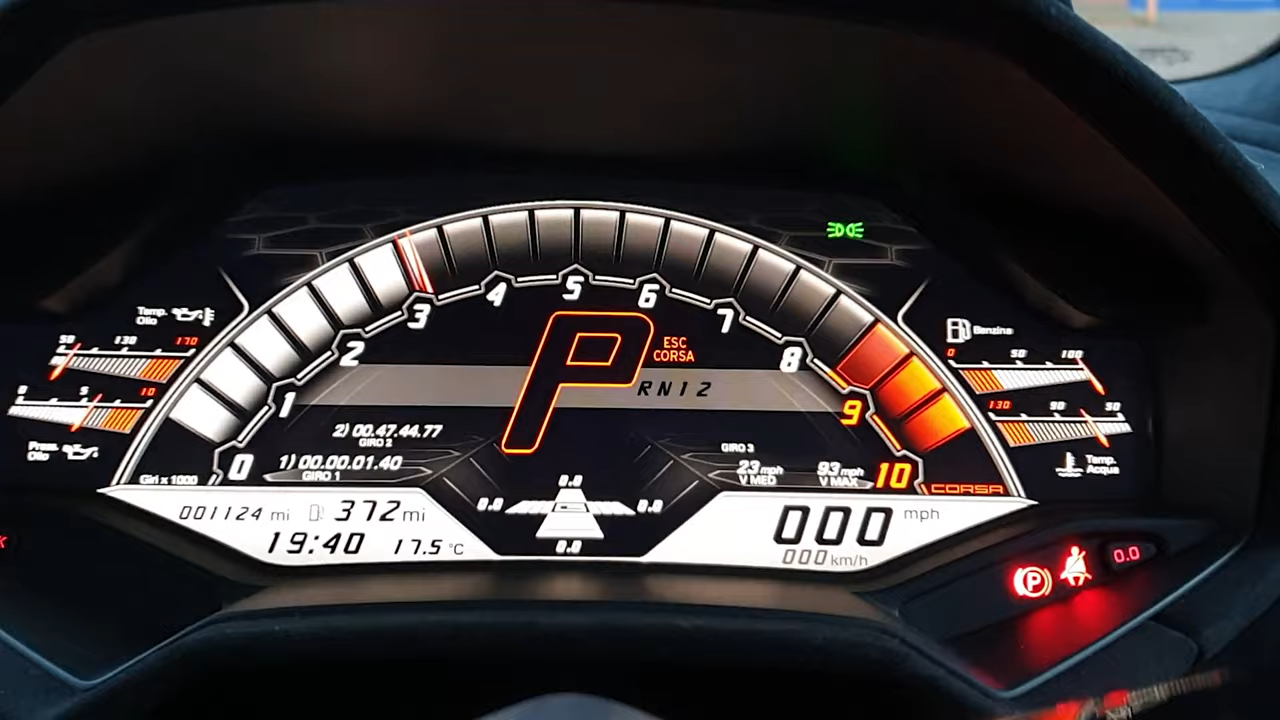 Temp.
Olio
50 130 170
0 5 10
Press.
Olio
Giri x 1000
0 1 2 3 4 5 6 7 8 9 10
P
ESC
CORSA
RN12
2) 00.47.44.77
GIRO 2
1) 00.00.01.40
GIRO 1
GIRO 3
23 mph
V MED
93 mph
V MAX
CORSA
0.0
0.0 0.0
0.0
001124 mi 372 mi
19:40 17.5 °C
000 mph
000 km/h
Benzina
0 50 100
130 90 50
Temp.
Acqua
P
0.0